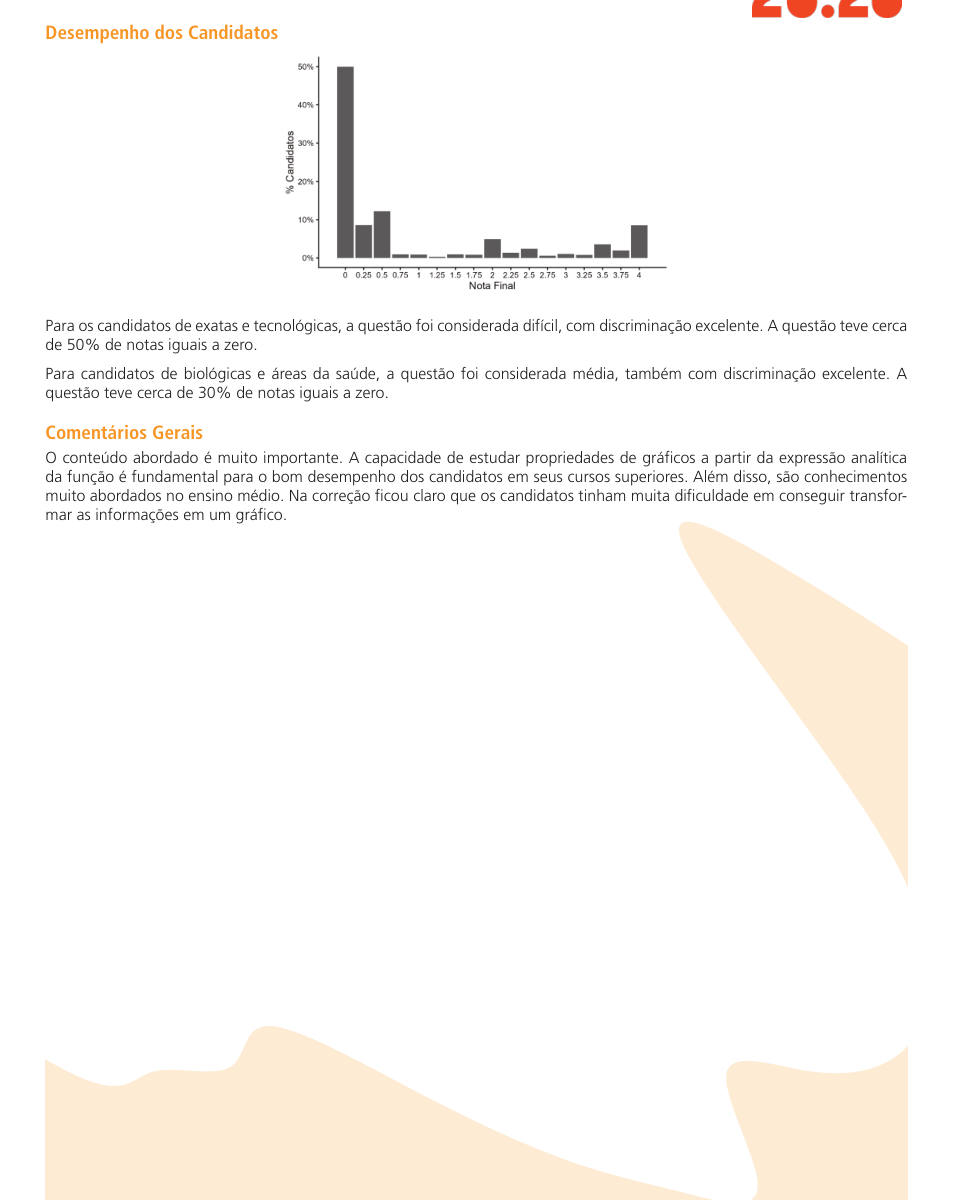 Desempenho dos Candidatos
50%
40%
30%
20%
10%
0%
% Candidatos
0 0.25 0.5 0.75 1 1.25 1.5 1.75 2 2.25 2.5 2.75 3 3.25 3.5 3.75 4
Nota Final
Para os candidatos de exatas e tecnológicas, a questão foi considerada difícil, com discriminação excelente. A questão teve cerca
de 50% de notas iguais a zero.
Para candidatos de biológicas e áreas da saúde, a questão foi considerada média, também com discriminação excelente. A
questão teve cerca de 30% de notas iguais a zero.
Comentários Gerais
O conteúdo abordado é muito importante. A capacidade de estudar propriedades de gráficos a partir da expressão analítica
da função é fundamental para o bom desempenho dos candidatos em seus cursos superiores. Além disso, são conhecimentos
muito abordados no ensino médio. Na correção ficou claro que os candidatos tinham muita dificuldade em conseguir transfor-
mar as informações em um gráfico.